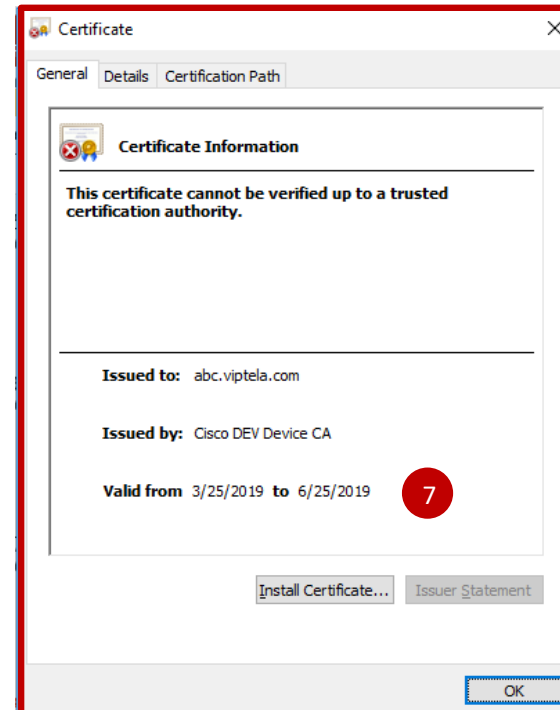 Certificate
General Details Certification Path
Certificate Information
This certificate cannot be verified up to a trusted
certification authority.
Issued to: abc.viptela.com
Issued by: Cisco DEV Device CA
Valid from 3/25/2019 to 6/25/2019
7
Install Certificate... Issuer Statement
OK